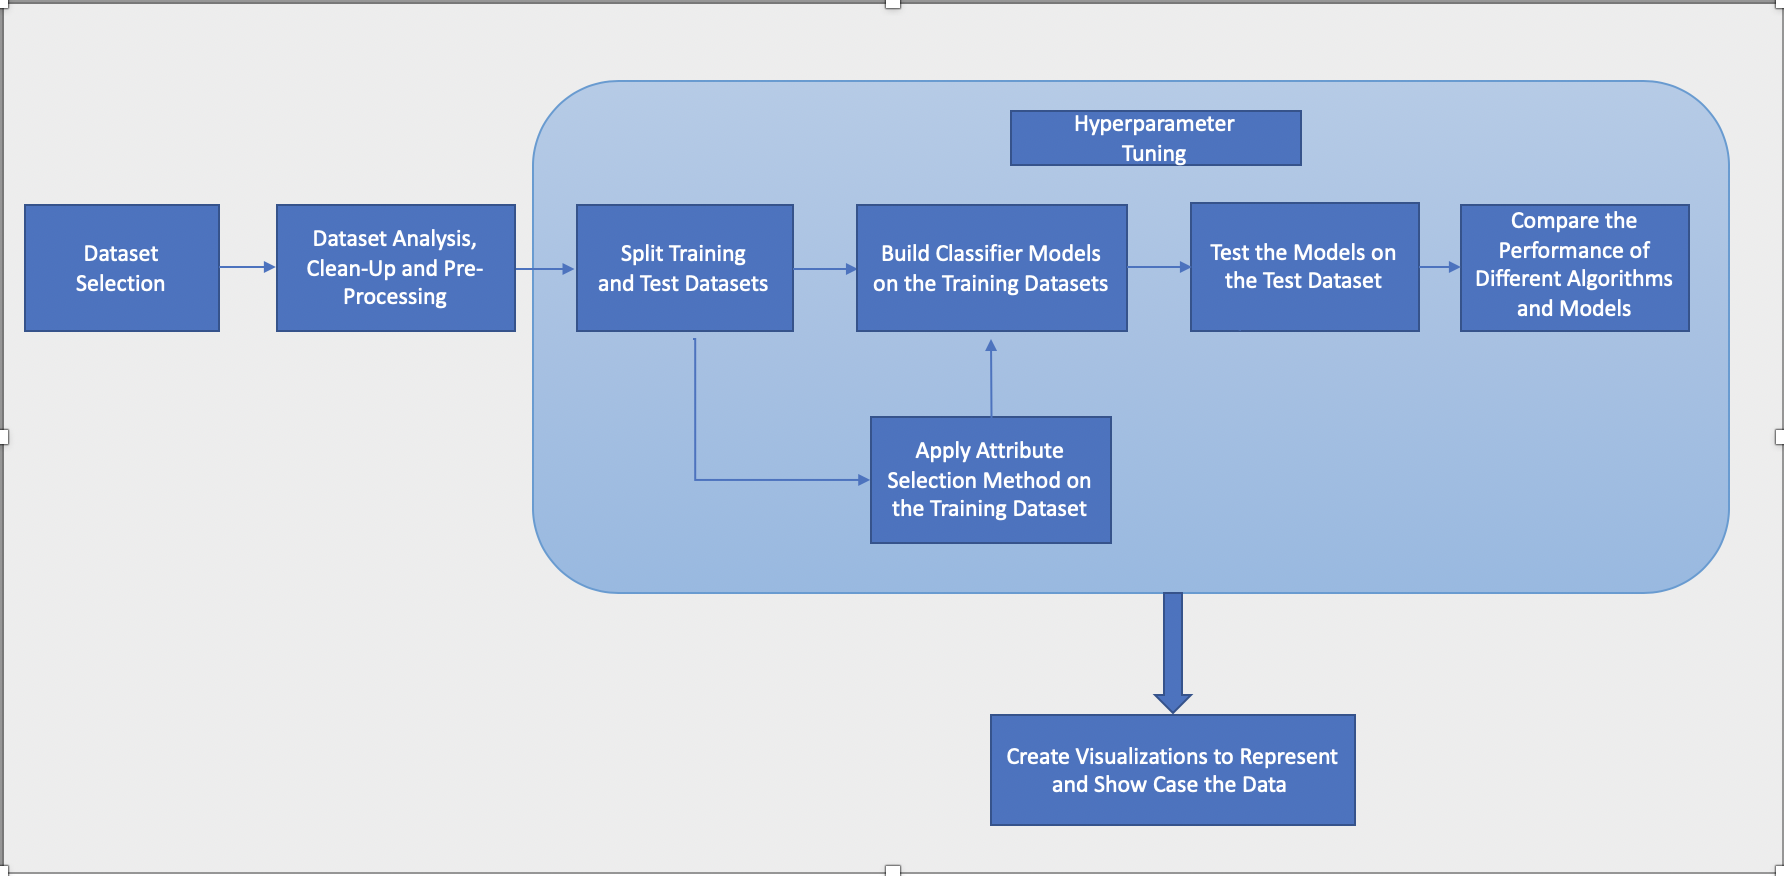 Hyperparameter
Tuning
Dataset
Selection
Dataset Analysis,
Clean-Up and Pre-
Processing
Split Training
and Test Datasets
Build Classifier Models
on the Training Datasets
Test the Models on
the Test Dataset
Compare the
Performance of
Different Algorithms
and Models
Apply Attribute
Selection Method on
the Training Dataset
Create Visualizations to Represent
and Show Case the Data